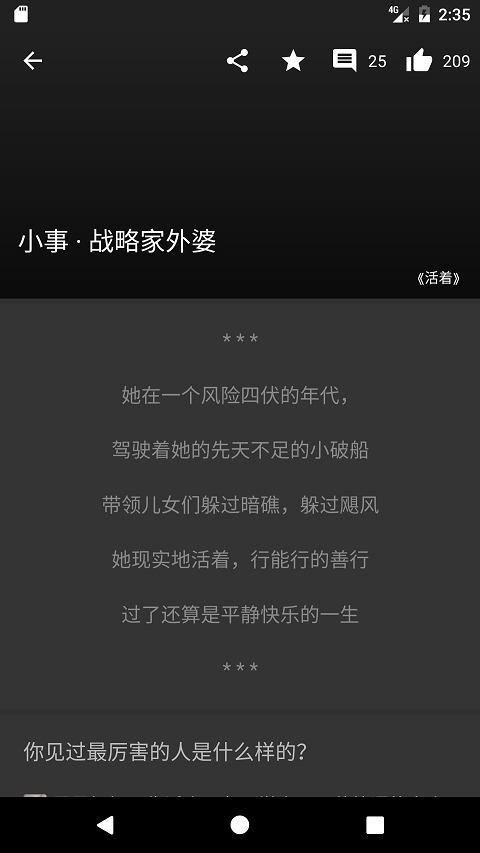 4G 2:35
25 209
小事 · 战略家外婆
《活着》
***
她在一个风险四伏的年代，
驾驶着她的先天不足的小破船
带领儿女们躲过暗礁，躲过飓风
她现实地活着，行能行的善行
过了还算是平静快乐的一生
***
你见过最厉害的人是什么样的？